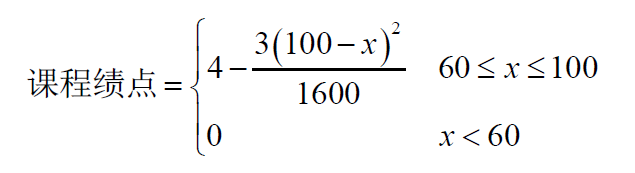 课程绩点 = { 4 − 3(100 − x)² / 1600 60 ≤ x ≤ 100
0 x < 60